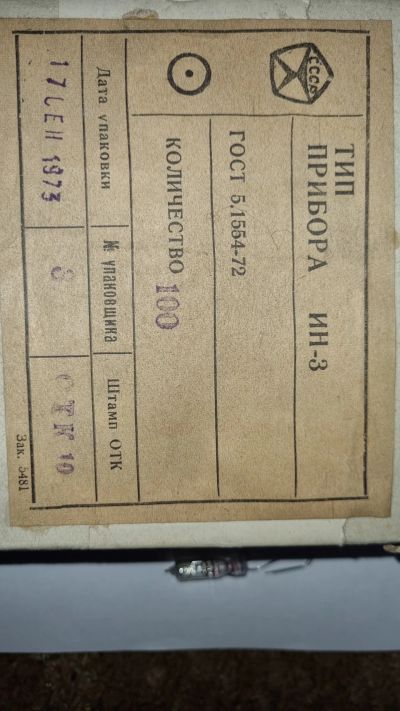 СССР
ТИП
ПРИБОРА ИН-3
ГОСТ 5.1554-72
КОЛИЧЕСТВО 100
Дата упаковки № упаковщика Штамп ОТК
17 СЕН 1973 3 ОТК 10
Зак. 5481